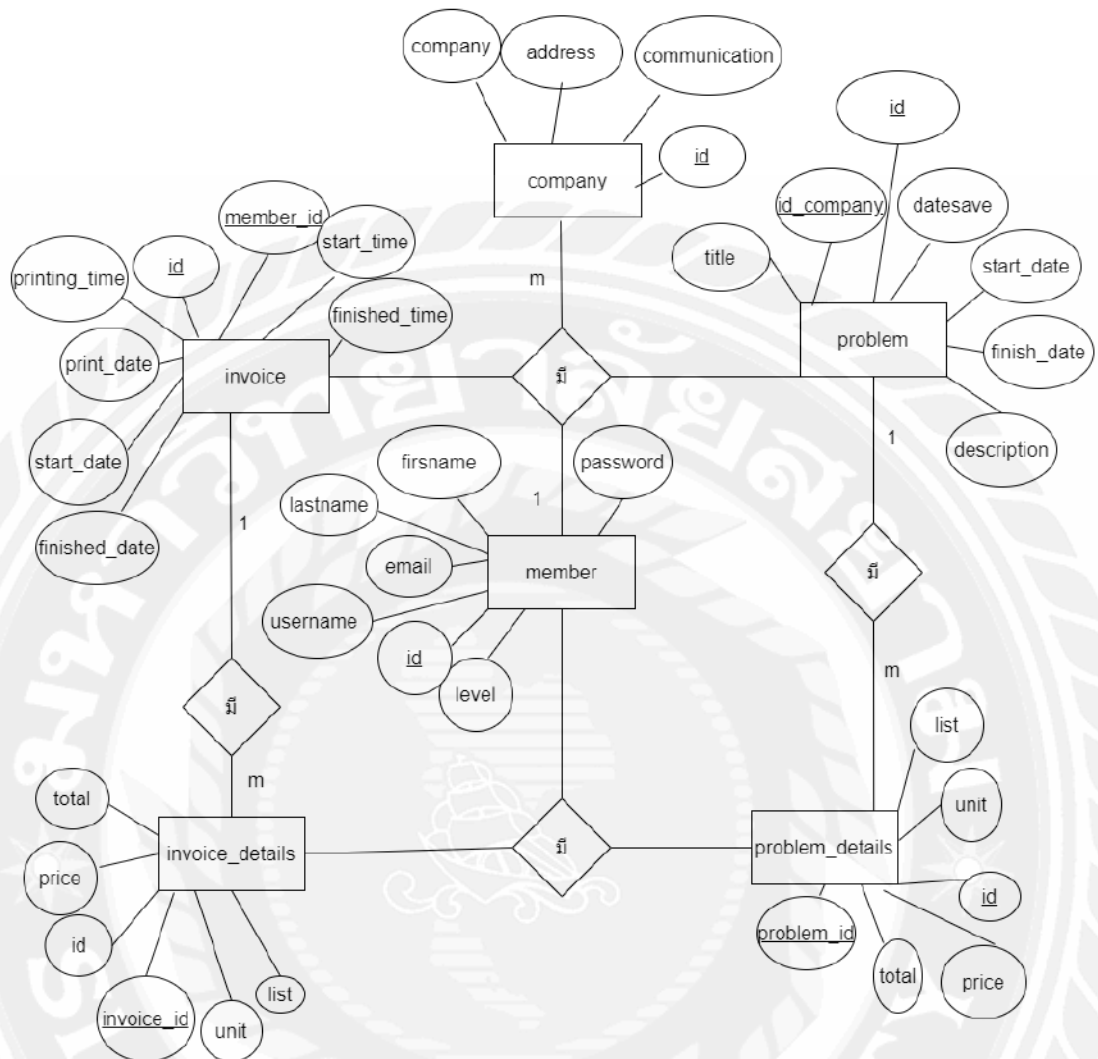 company
address
communication
id
company
id
id_company
datesave
title
start_date
problem
finish_date
description
member_id
start_time
id
printing_time
finished_time
print_date
invoice
start_date
finished_date
m
มี
1
1
firsname
password
lastname
email
member
username
id
level
1
มี
m
มี
m
list
total
unit
invoice_details
มี
problem_details
price
id
id
problem_id
list
total
price
invoice_id
unit